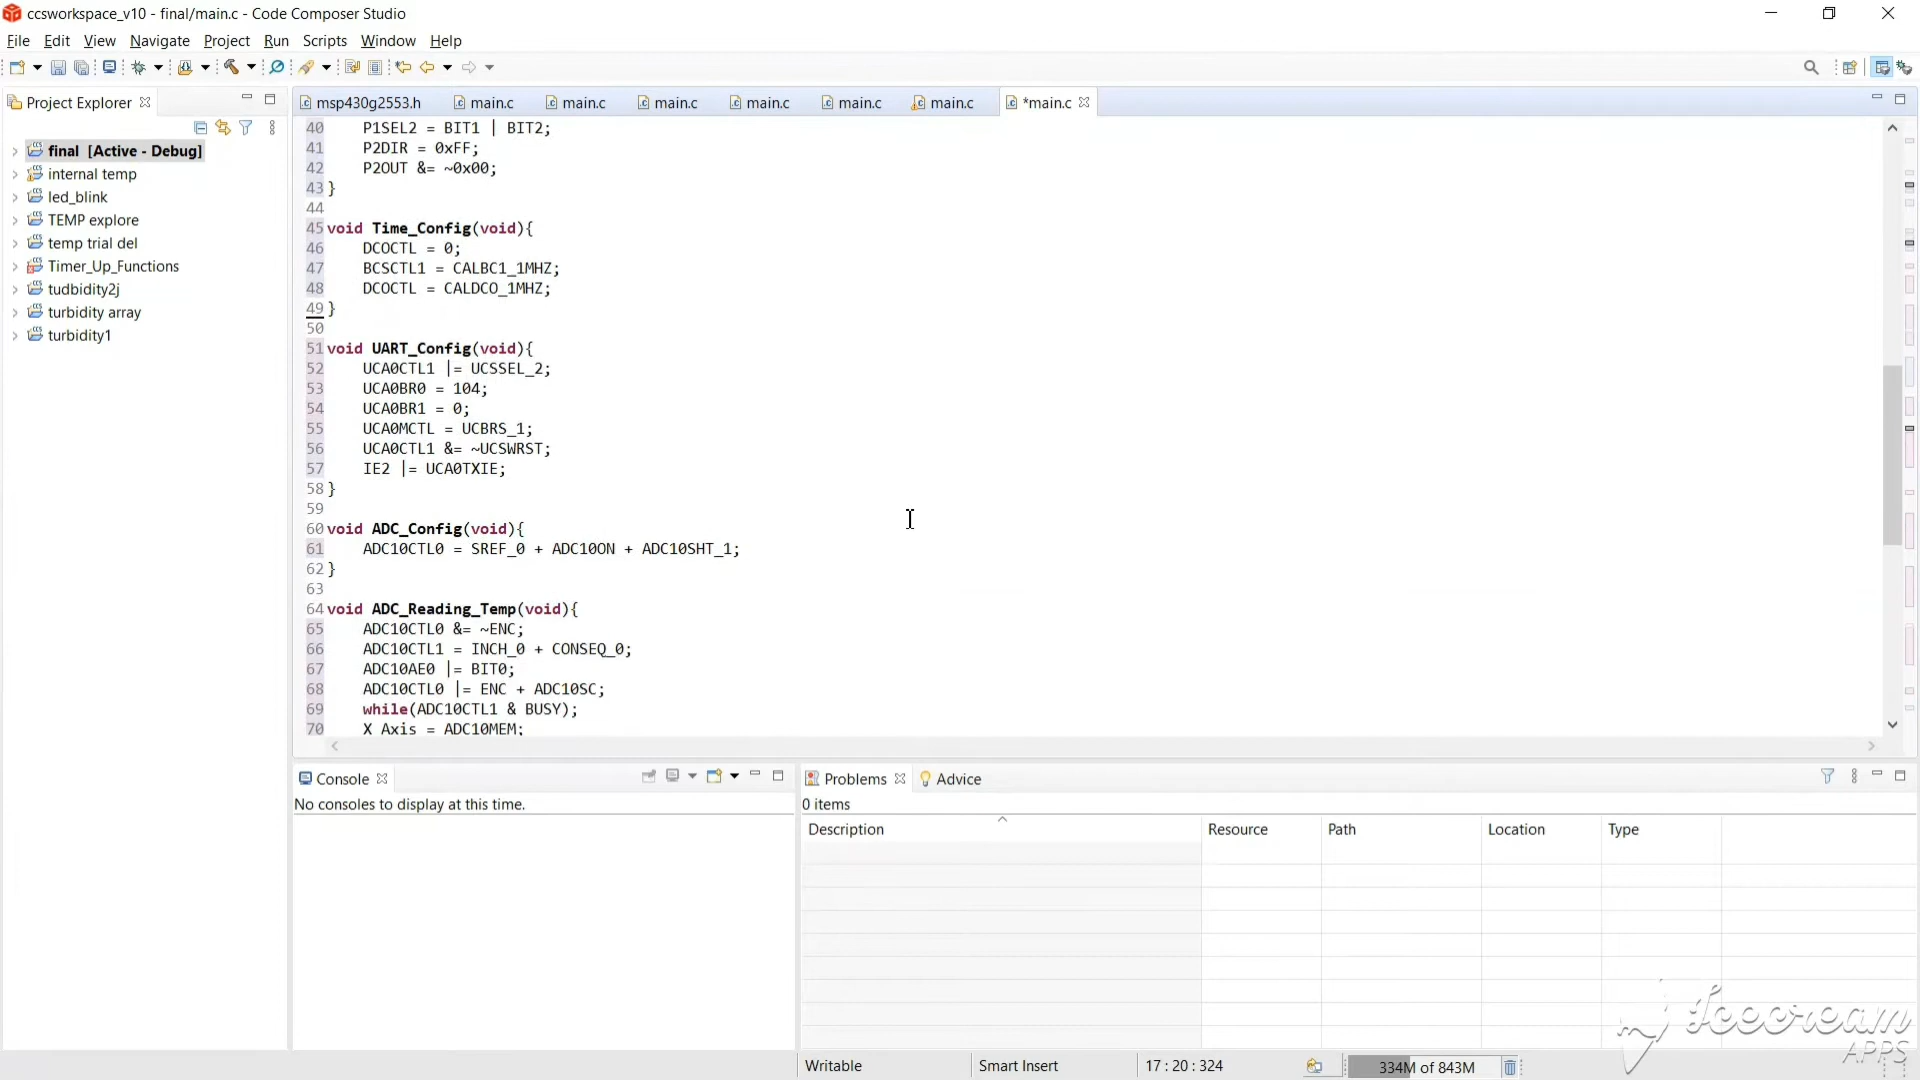 ccsworkspace_v10 - final/main.c - Code Composer Studio
File Edit View Navigate Project Run Scripts Window Help
Project Explorer
msp430g2553.h main.c main.c main.c main.c main.c main.c *main.c
final [Active - Debug]
internal temp
led_blink
TEMP explore
temp trial del
Timer_Up_Functions
tudbidity2j
turbidity array
turbidity1
40 P1SEL2 = BIT1 | BIT2;
41 P2DIR = 0xFF;
42 P2OUT &= ~0x00;
43 }
44
45 void Time_Config(void){
46 DCOCTL = 0;
47 BCSCTL1 = CALBC1_1MHZ;
48 DCOCTL = CALDCO_1MHZ;
49 }
50
51 void UART_Config(void){
52 UCA0CTL1 |= UCSSEL_2;
53 UCA0BR0 = 104;
54 UCA0BR1 = 0;
55 UCA0MCTL = UCBRS_1;
56 UCA0CTL1 &= ~UCSWRST;
57 IE2 |= UCA0TXIE;
58 }
59
60 void ADC_Config(void){
61 ADC10CTL0 = SREF_0 + ADC10ON + ADC10SHT_1;
62 }
63
64 void ADC_Reading_Temp(void){
65 ADC10CTL0 &= ~ENC;
66 ADC10CTL1 = INCH_0 + CONSEQ_0;
67 ADC10AE0 |= BIT0;
68 ADC10CTL0 |= ENC + ADC10SC;
69 while(ADC10CTL1 & BUSY);
70 X Axis = ADC10MEM;
Console
No consoles to display at this time.
Problems Advice
0 items
Description Resource Path Location Type
Writable Smart Insert 17 : 20 : 324 334M of 843M
Icecream
APPS